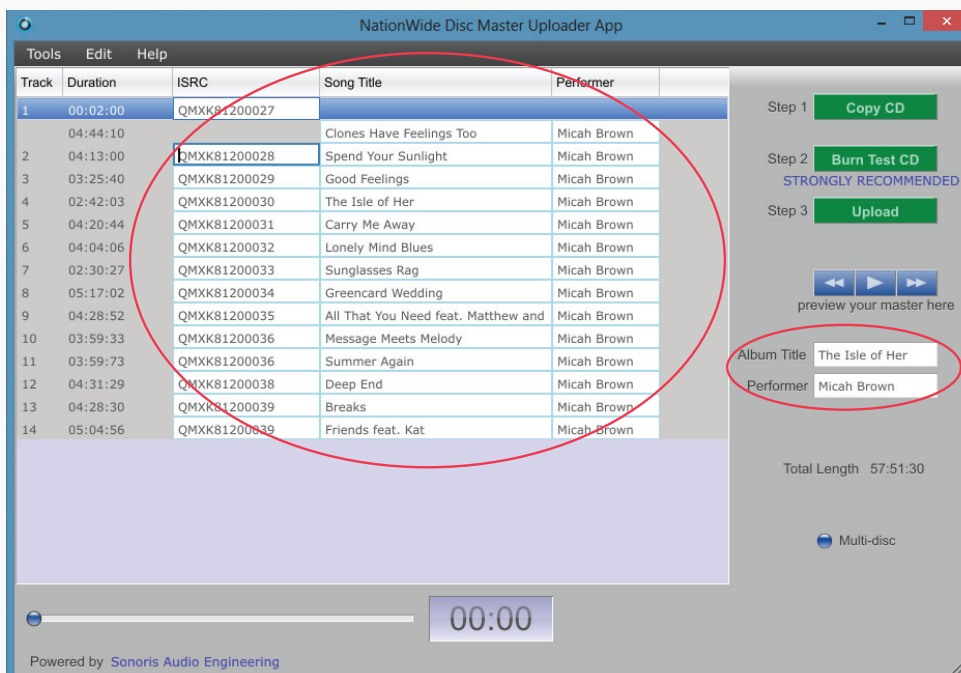 NationWide Disc Master Uploader App
Tools Edit Help
Track Duration ISRC Song Title Performer
1 00:02:00 QMXK81200027
04:44:10 Clones Have Feelings Too Micah Brown
2 04:13:00 QMXK81200028 Spend Your Sunlight Micah Brown
3 03:25:40 QMXK81200029 Good Feelings Micah Brown
4 02:42:03 QMXK81200030 The Isle of Her Micah Brown
5 04:20:44 QMXK81200031 Carry Me Away Micah Brown
6 04:04:06 QMXK81200032 Lonely Mind Blues Micah Brown
7 02:30:27 QMXK81200033 Sunglasses Rag Micah Brown
8 05:17:02 QMXK81200034 Greencard Wedding Micah Brown
9 04:28:52 QMXK81200035 All That You Need feat. Matthew and Micah Brown
10 03:59:33 QMXK81200036 Message Meets Melody Micah Brown
11 03:59:73 QMXK81200036 Summer Again Micah Brown
12 04:31:29 QMXK81200038 Deep End Micah Brown
13 04:28:30 QMXK81200039 Breaks Micah Brown
14 05:04:56 QMXK81200039 Friends feat. Kat Micah Brown
Step 1 Copy CD
Step 2 Burn Test CD
STRONGLY RECOMMENDED
Step 3 Upload
preview your master here
Album Title The Isle of Her
Performer Micah Brown
Total Length 57:51:30
Multi-disc
00:00
Powered by Sonoris Audio Engineering